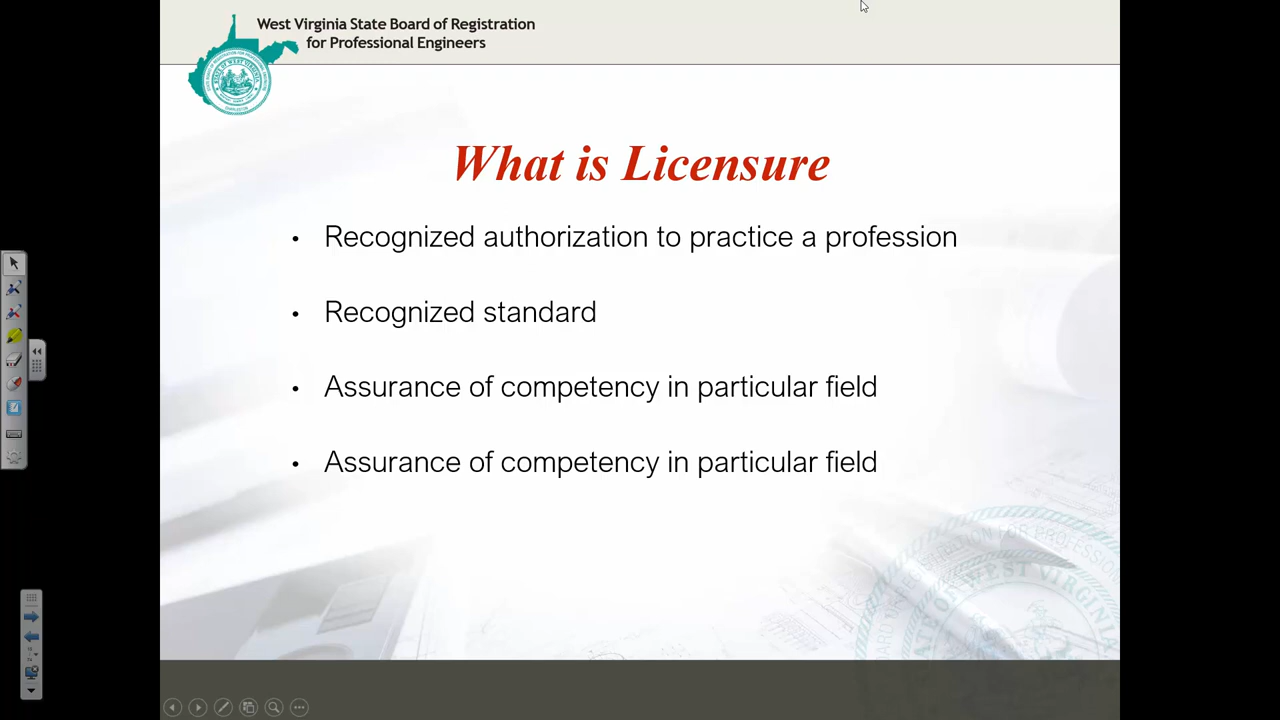 West Virginia State Board of Registration
for Professional Engineers
What is Licensure
• Recognized authorization to practice a profession
• Recognized standard
• Assurance of competency in particular field
• Assurance of competency in particular field